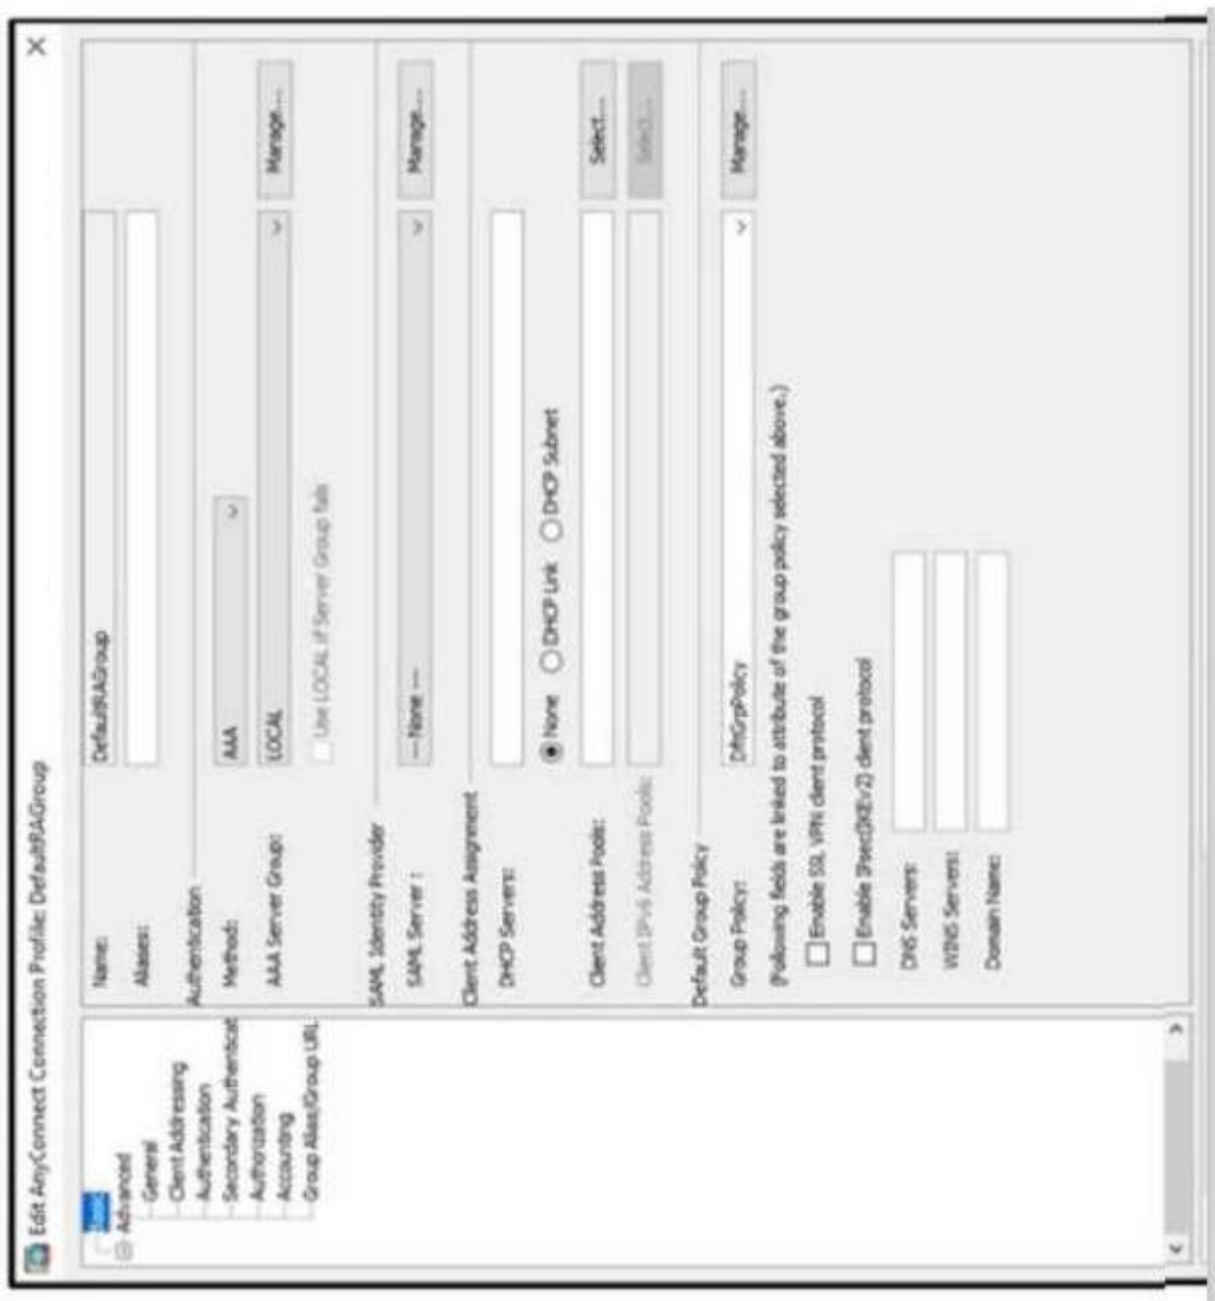 Edit AnyConnect Connection Profile: DefaultRAGroup
Basic
Advanced
General
Client Addressing
Authentication
Secondary Authenticat
Authorization
Accounting
Group Alias/Group URL
Name: DefaultRAGroup
Aliases:
Authentication
Method: AAA
AAA Server Group: LOCAL Manage...
Use LOCAL if Server Group fails
SAML Identity Provider
SAML Server : --- None --- Manage...
Client Address Assignment
DHCP Servers:
None DHCP Link DHCP Subnet
Client Address Pools: Select...
Client IPv6 Address Pools: Select...
Default Group Policy
Group Policy: DfltGrpPolicy Manage...
(Following fields are linked to attribute of the group policy selected above.)
Enable SSL VPN client protocol
Enable IPsec(IKEv2) client protocol
DNS Servers:
WINS Servers:
Domain Name: